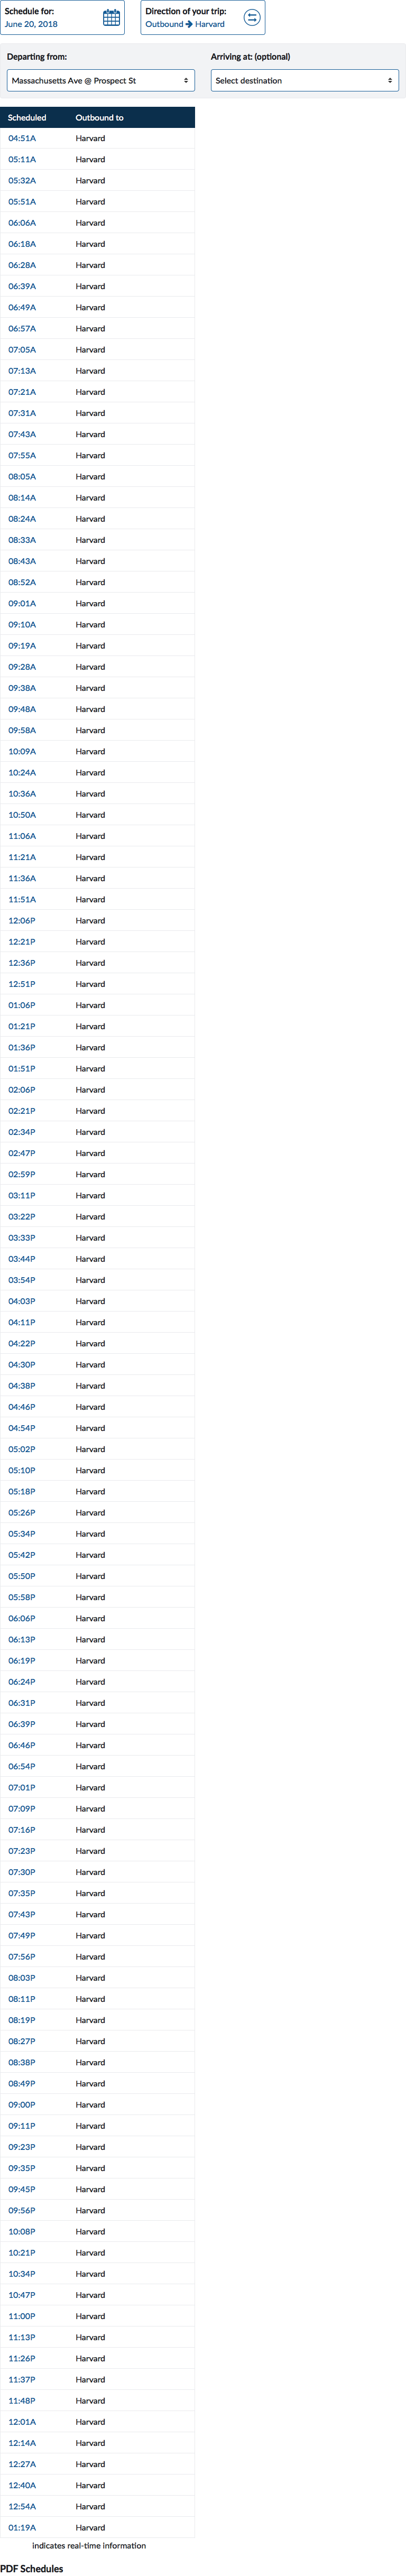 Schedule for:
June 20, 2018
Direction of your trip:
Outbound → Harvard
Departing from:
Massachusetts Ave @ Prospect St
Arriving at: (optional)
Select destination
Scheduled Outbound to
04:51A Harvard
05:11A Harvard
05:32A Harvard
05:51A Harvard
06:06A Harvard
06:18A Harvard
06:28A Harvard
06:39A Harvard
06:49A Harvard
06:57A Harvard
07:05A Harvard
07:13A Harvard
07:21A Harvard
07:31A Harvard
07:43A Harvard
07:55A Harvard
08:05A Harvard
08:14A Harvard
08:24A Harvard
08:33A Harvard
08:43A Harvard
08:52A Harvard
09:01A Harvard
09:10A Harvard
09:19A Harvard
09:28A Harvard
09:38A Harvard
09:48A Harvard
09:58A Harvard
10:09A Harvard
10:24A Harvard
10:36A Harvard
10:50A Harvard
11:06A Harvard
11:21A Harvard
11:36A Harvard
11:51A Harvard
12:06P Harvard
12:21P Harvard
12:36P Harvard
12:51P Harvard
01:06P Harvard
01:21P Harvard
01:36P Harvard
01:51P Harvard
02:06P Harvard
02:21P Harvard
02:34P Harvard
02:47P Harvard
02:59P Harvard
03:11P Harvard
03:22P Harvard
03:33P Harvard
03:44P Harvard
03:54P Harvard
04:03P Harvard
04:11P Harvard
04:22P Harvard
04:30P Harvard
04:38P Harvard
04:46P Harvard
04:54P Harvard
05:02P Harvard
05:10P Harvard
05:18P Harvard
05:26P Harvard
05:34P Harvard
05:42P Harvard
05:50P Harvard
05:58P Harvard
06:06P Harvard
06:13P Harvard
06:19P Harvard
06:24P Harvard
06:31P Harvard
06:39P Harvard
06:46P Harvard
06:54P Harvard
07:01P Harvard
07:09P Harvard
07:16P Harvard
07:23P Harvard
07:30P Harvard
07:35P Harvard
07:43P Harvard
07:49P Harvard
07:56P Harvard
08:03P Harvard
08:11P Harvard
08:19P Harvard
08:27P Harvard
08:38P Harvard
08:49P Harvard
09:00P Harvard
09:11P Harvard
09:23P Harvard
09:35P Harvard
09:45P Harvard
09:56P Harvard
10:08P Harvard
10:21P Harvard
10:34P Harvard
10:47P Harvard
11:00P Harvard
11:13P Harvard
11:26P Harvard
11:37P Harvard
11:48P Harvard
12:01A Harvard
12:14A Harvard
12:27A Harvard
12:40A Harvard
12:54A Harvard
01:19A Harvard
indicates real-time information
PDF Schedules